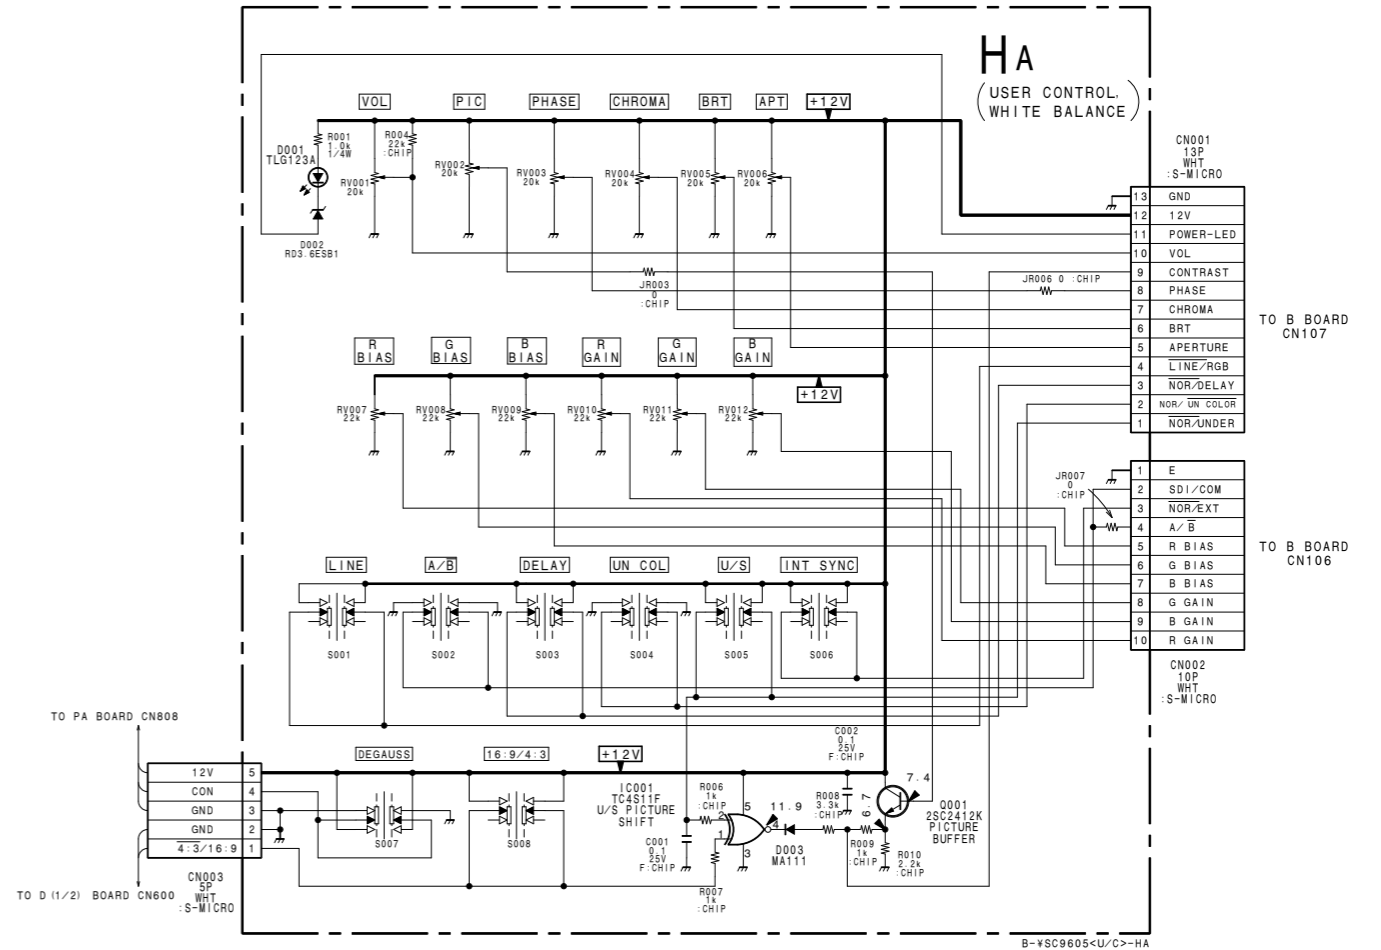 HA
(USER CONTROL,
WHITE BALANCE)
VOL
PIC
PHASE
CHROMA
BRT
APT
+12V
D001
TLG123A
R001
1.0k
1/4W
R004
22k
:CHIP
RV001
20k
RV002
20k
RV003
20k
RV004
20k
RV005
20k
RV006
20k
D002
RD3.6ESB1
JR003
0
:CHIP
JR006 0 :CHIP
CN001
13P
WHT
:S-MICRO
13 GND
12 12V
11 POWER-LED
10 VOL
9 CONTRAST
8 PHASE
7 CHROMA
6 BRT
5 APERTURE
4 LINE/RGB
3 NOR/DELAY
2 NOR/ UN COLOR
1 NOR/UNDER
TO B BOARD
CN107
R
BIAS
G
BIAS
B
BIAS
R
GAIN
G
GAIN
B
GAIN
+12V
RV007
22k
RV008
22k
RV009
22k
RV010
22k
RV011
22k
RV012
22k
JR007
0
:CHIP
1 E
2 SDI/COM
3 NOR/EXT
4 A/B̅
5 R BIAS
6 G BIAS
7 B BIAS
8 G GAIN
9 B GAIN
10 R GAIN
TO B BOARD
CN106
CN002
10P
WHT
:S-MICRO
LINE
A/B̅
DELAY
UN COL
U/S
INT SYNC
S001
S002
S003
S004
S005
S006
TO PA BOARD CN808
12V 5
CON 4
GND 3
GND 2
4:3/16:9 1
CN003
5P
WHT
:S-MICRO
TO D(1/2) BOARD CN600
DEGAUSS
16:9/4:3
+12V
S007
S008
IC001
TC4S11F
U/S PICTURE
SHIFT
C001
0.1
25V
F:CHIP
R006
1k
:CHIP
R007
1k
:CHIP
5
2
1
4
3
11.9
D003
MA111
C002
0.1
25V
F:CHIP
R008
3.3k
:CHIP
R009
1k
:CHIP
R010
2.2k
:CHIP
7.4
6.7
Q001
2SC2412K
PICTURE
BUFFER
B-¥SC9605<U/C>-HA